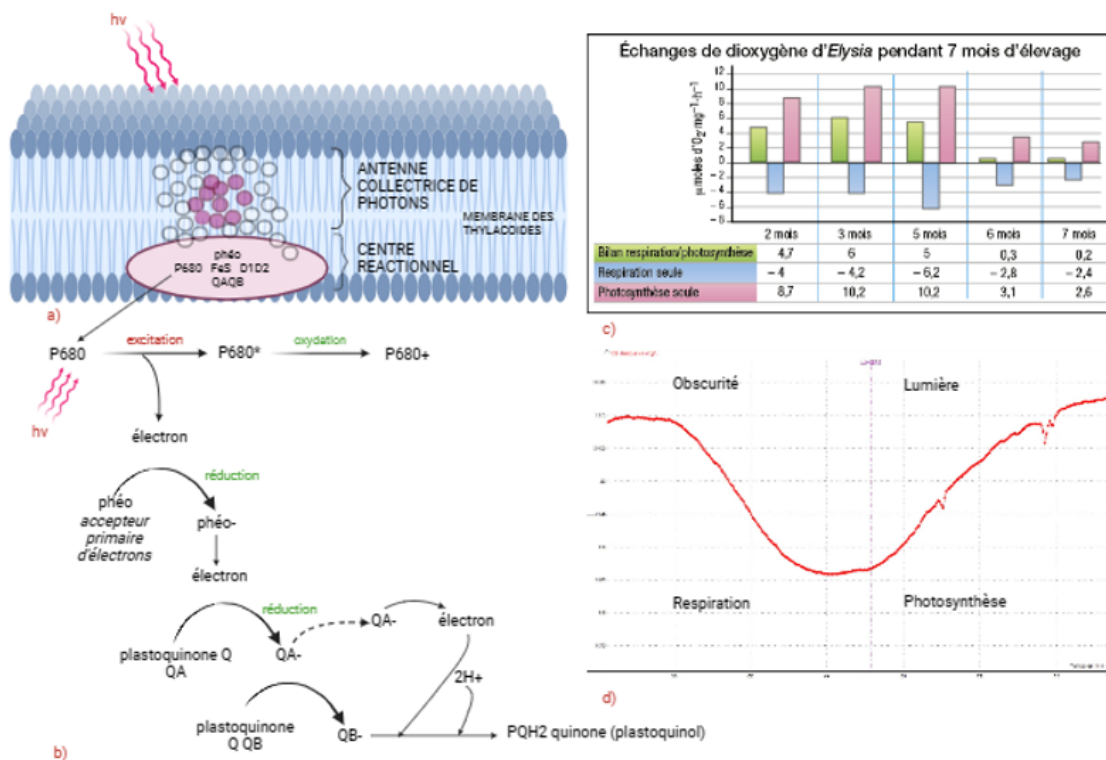 hv
ANTENNE
COLLECTRICE DE
PHOTONS
MEMBRANE DES
THYLACOIDES
CENTRE
REACTIONNEL
phéo
P680 FeS D1D2
QAQB
a)
P680
excitation
P680*
oxydation
P680+
hv
électron
réduction
phéo
accepteur
primaire
d'électrons
phéo-
électron
réduction
QA-
électron
plastoquinone Q
QA
QA-
2H+
plastoquinone
Q QB
QB-
PQH2 quinone (plastoquinol)
b)
Échanges de dioxygène d'Elysia pendant 7 mois d'élevage
µmoles d'O₂·mg⁻¹·h⁻¹
12
10
8
6
4
2
0
– 2
– 4
– 6
– 8
2 mois 3 mois 5 mois 6 mois 7 mois
Bilan respiration/photosynthèse 4,7 6 5 0,3 0,2
Respiration seule – 4 – 4,2 – 6,2 – 2,8 – 2,4
Photosynthèse seule 8,7 10,2 10,2 3,1 2,6
c)
Obscurité
Lumière
Respiration
Photosynthèse
d)